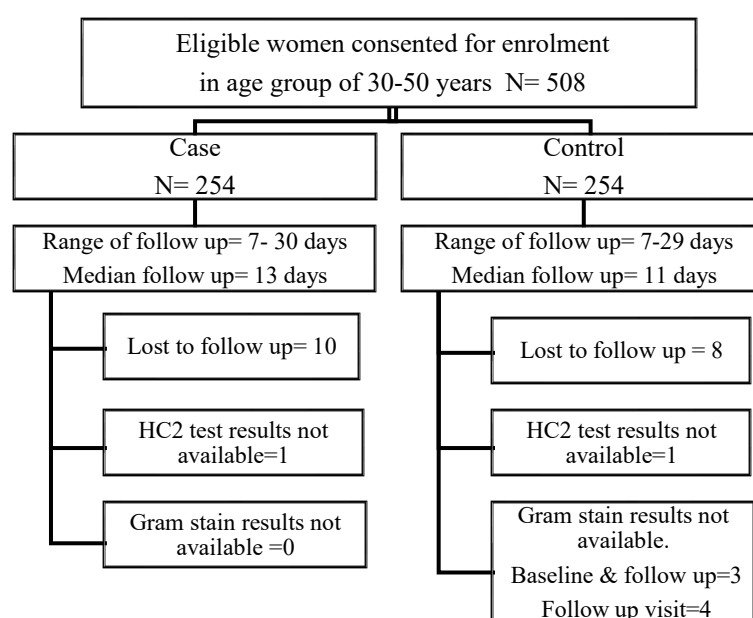 Eligible women consented for enrolment
in age group of 30-50 years N= 508
Case
N= 254
Control
N= 254
Range of follow up= 7- 30 days
Median follow up= 13 days
Range of follow up= 7-29 days
Median follow up= 11 days
Lost to follow up= 10
Lost to follow up = 8
HC2 test results not
available=1
HC2 test results not
available=1
Gram stain results not
available =0
Gram stain results not
available.
Baseline & follow up=3
Follow up visit=4